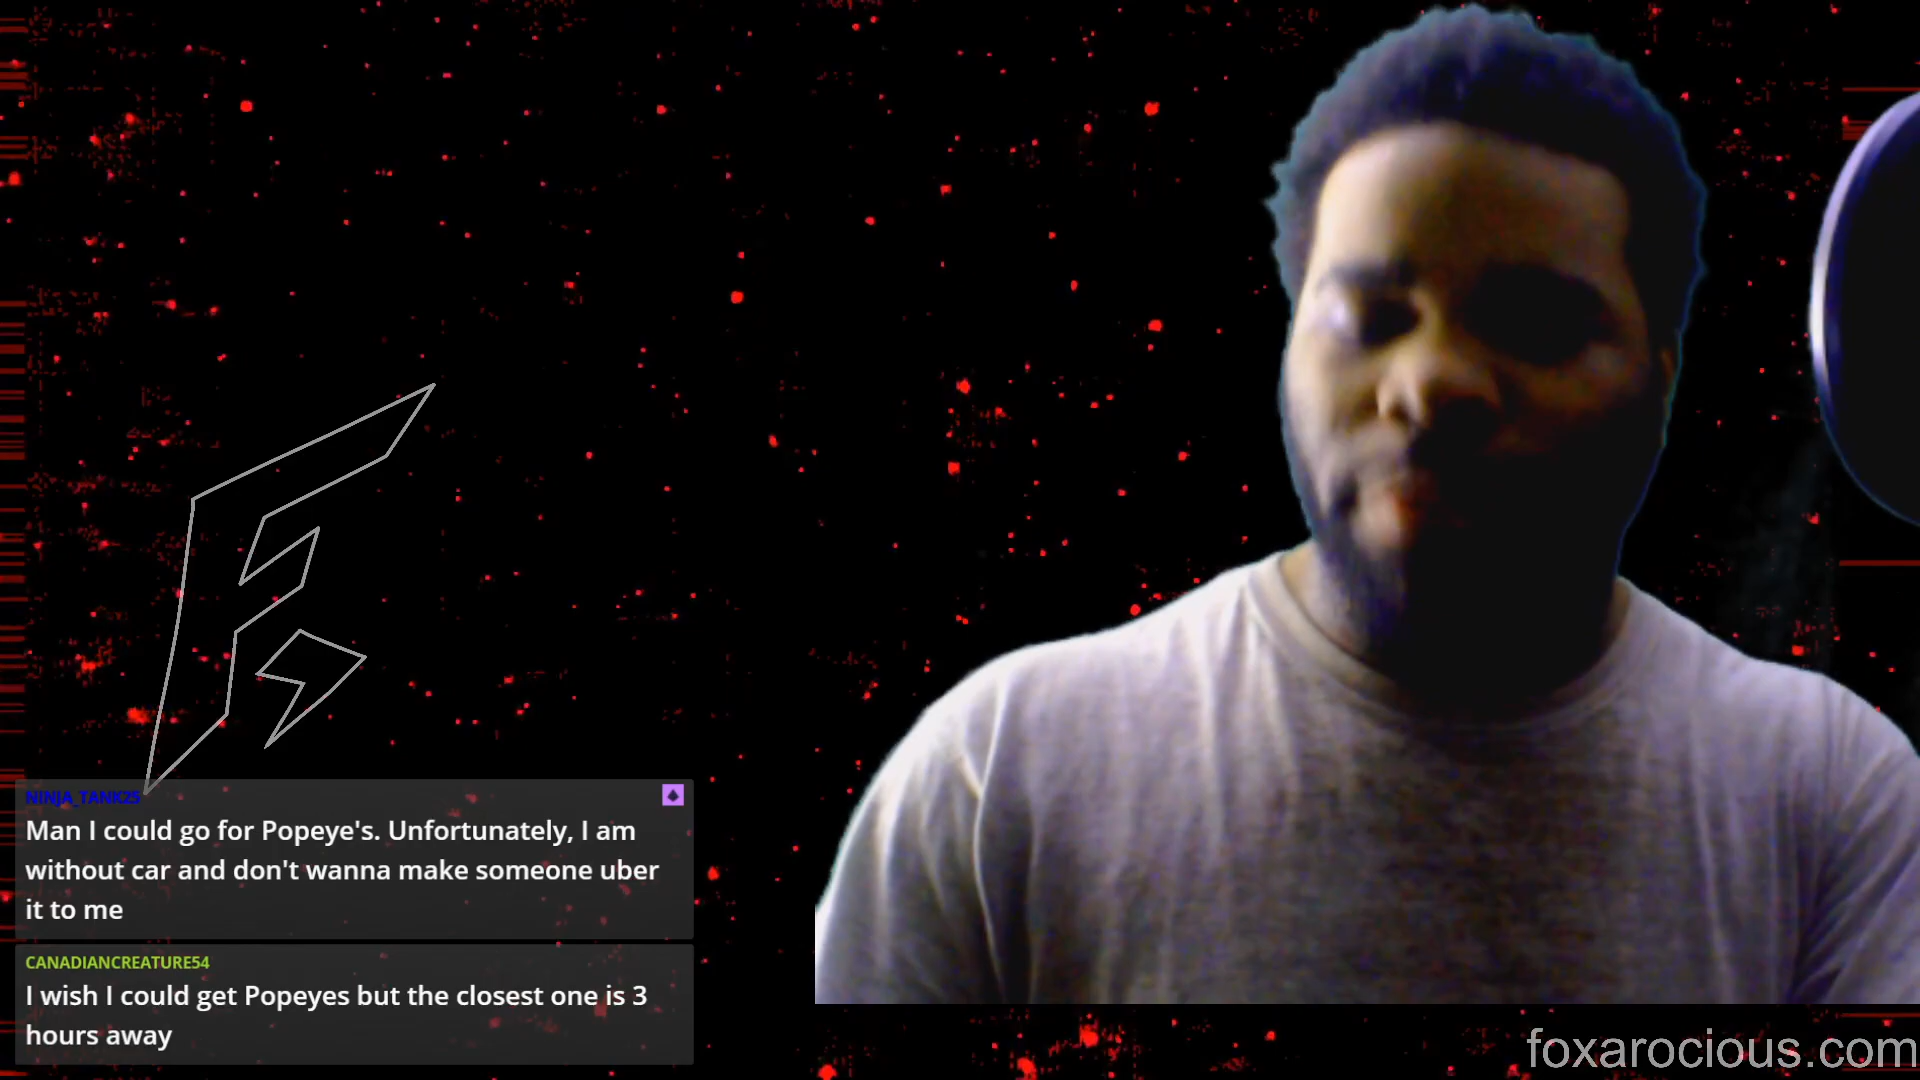 NINJA_TANK25
Man I could go for Popeye's. Unfortunately, I am
without car and don't wanna make someone uber
it to me
CANADIANCREATURE54
I wish I could get Popeyes but the closest one is 3
hours away
foxarocious.com